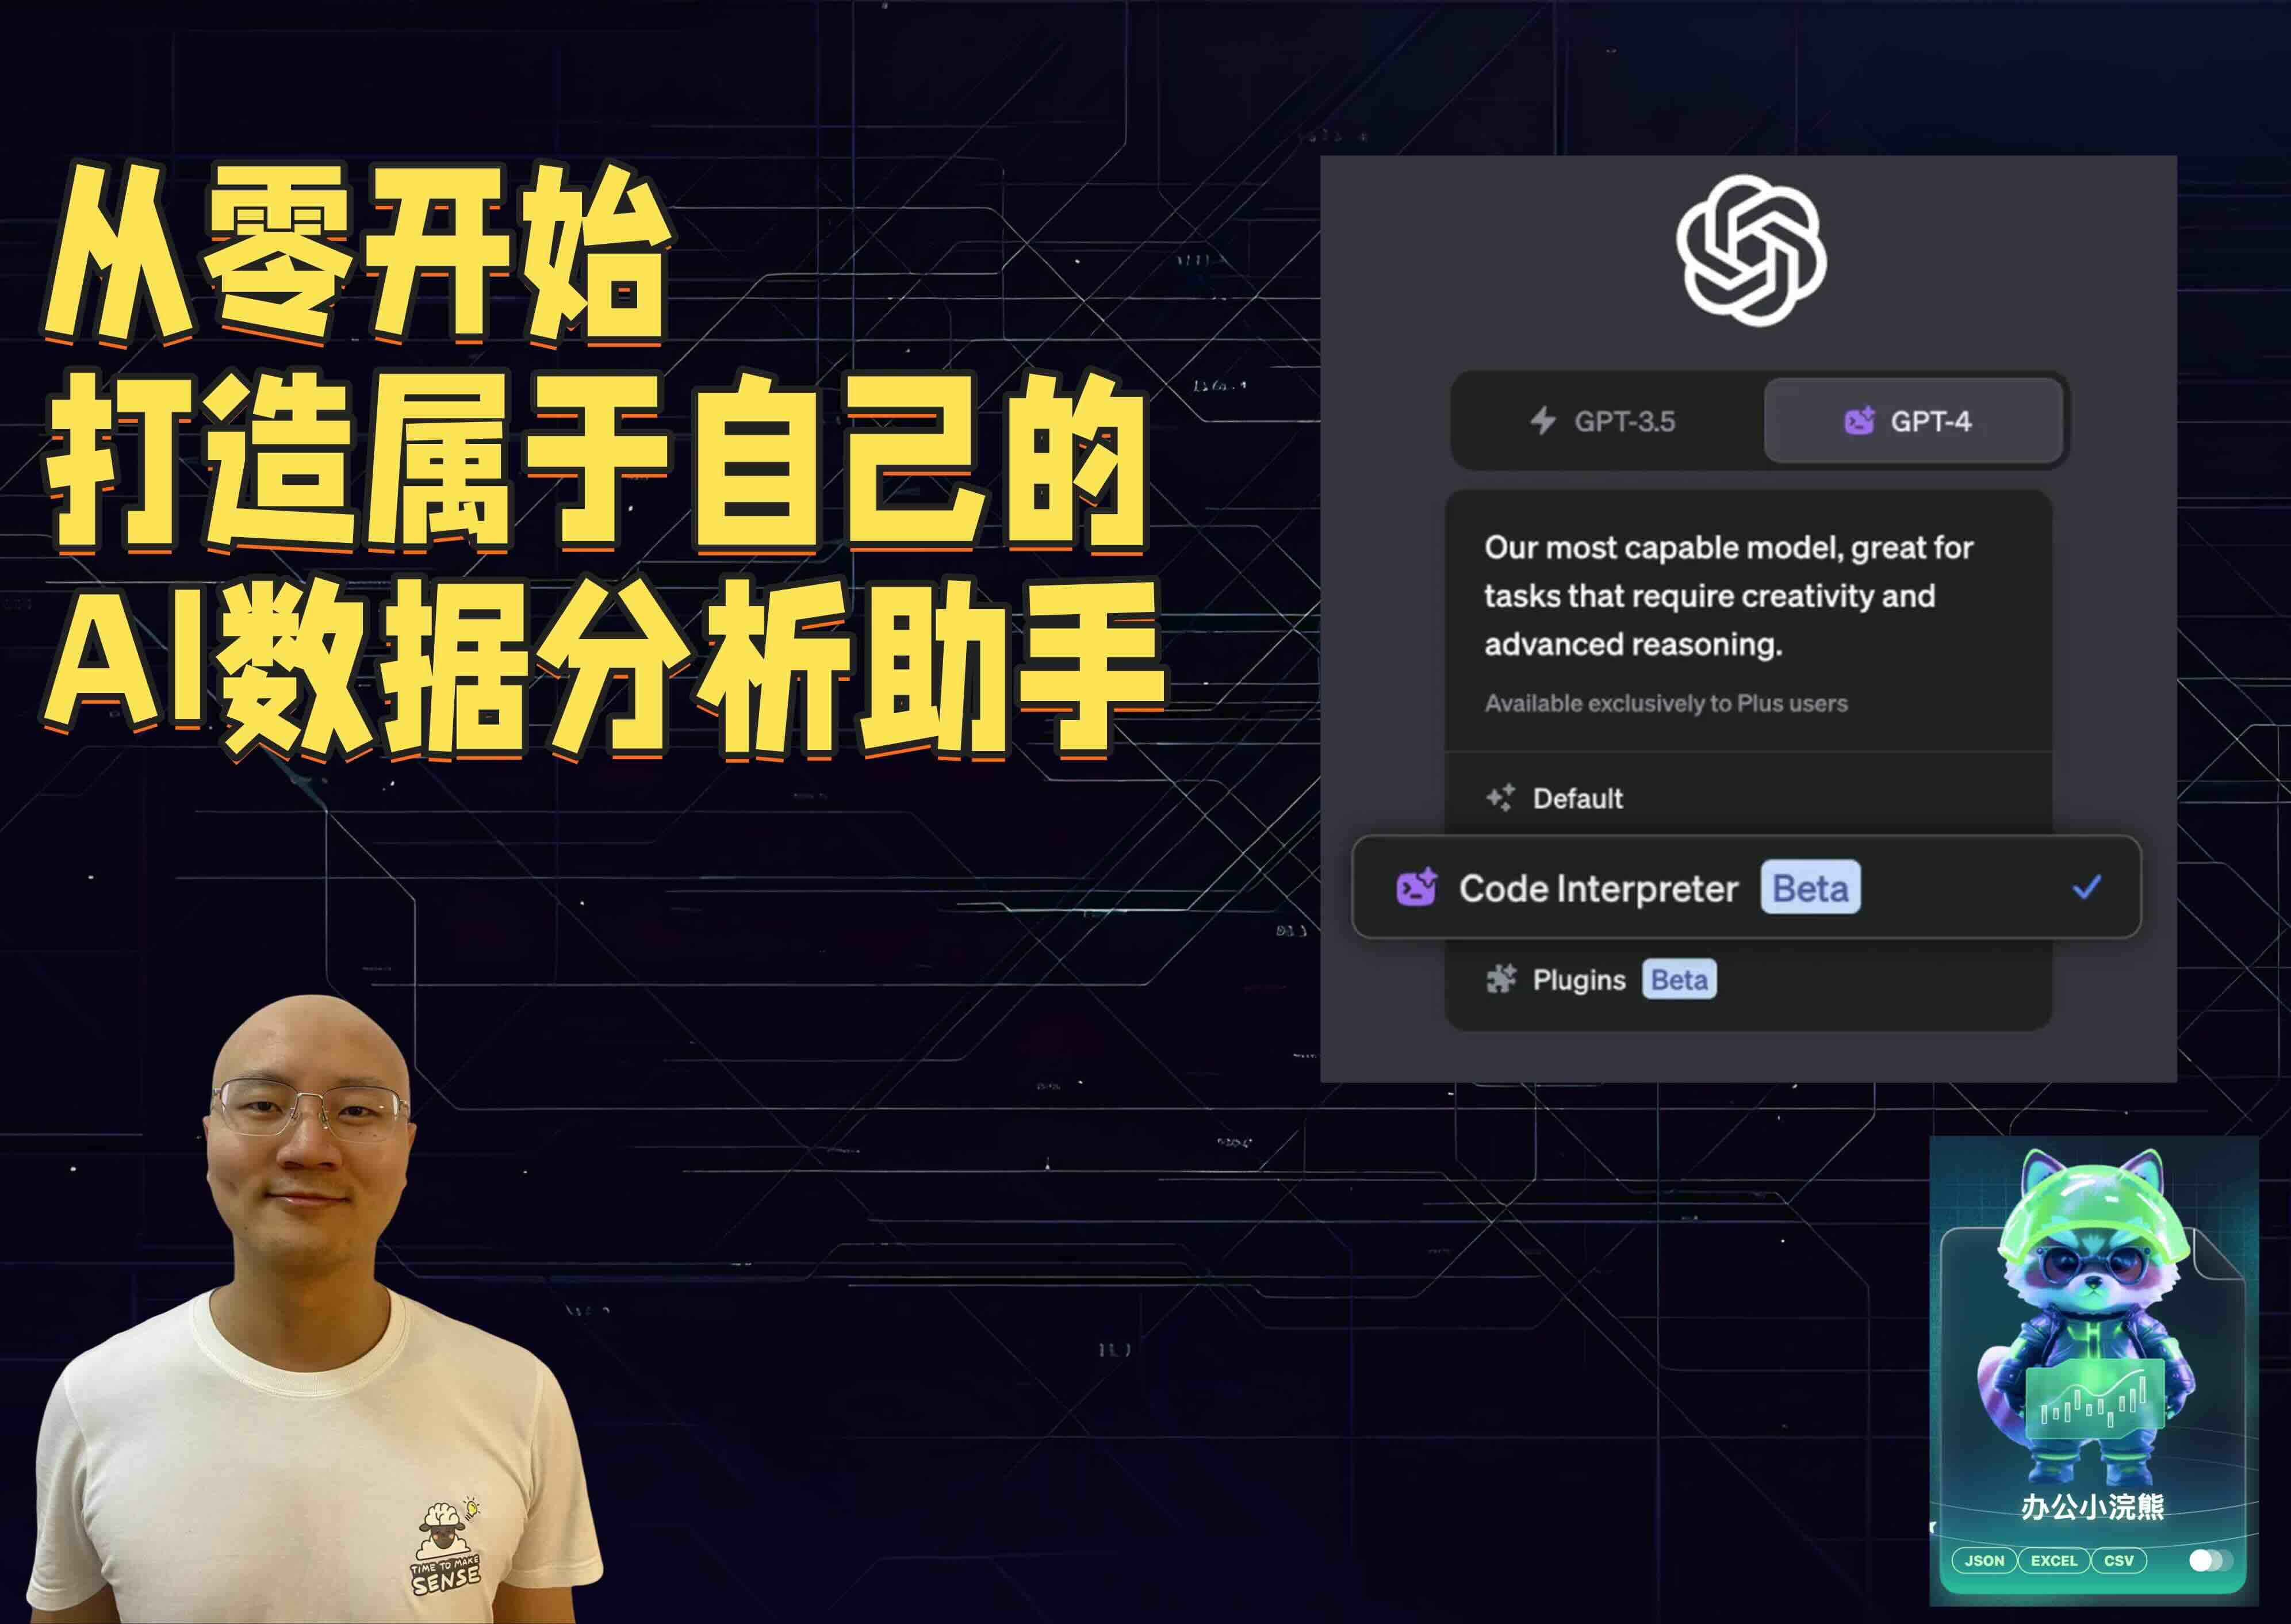 从零开始
打造属于自己的
AI数据分析助手
GPT-3.5
GPT-4
Our most capable model, great for
tasks that require creativity and
advanced reasoning.
Available exclusively to Plus users
Default
Code Interpreter Beta
Plugins Beta
TIME TO MAKE
SENSE
办公小浣熊
JSON EXCEL CSV